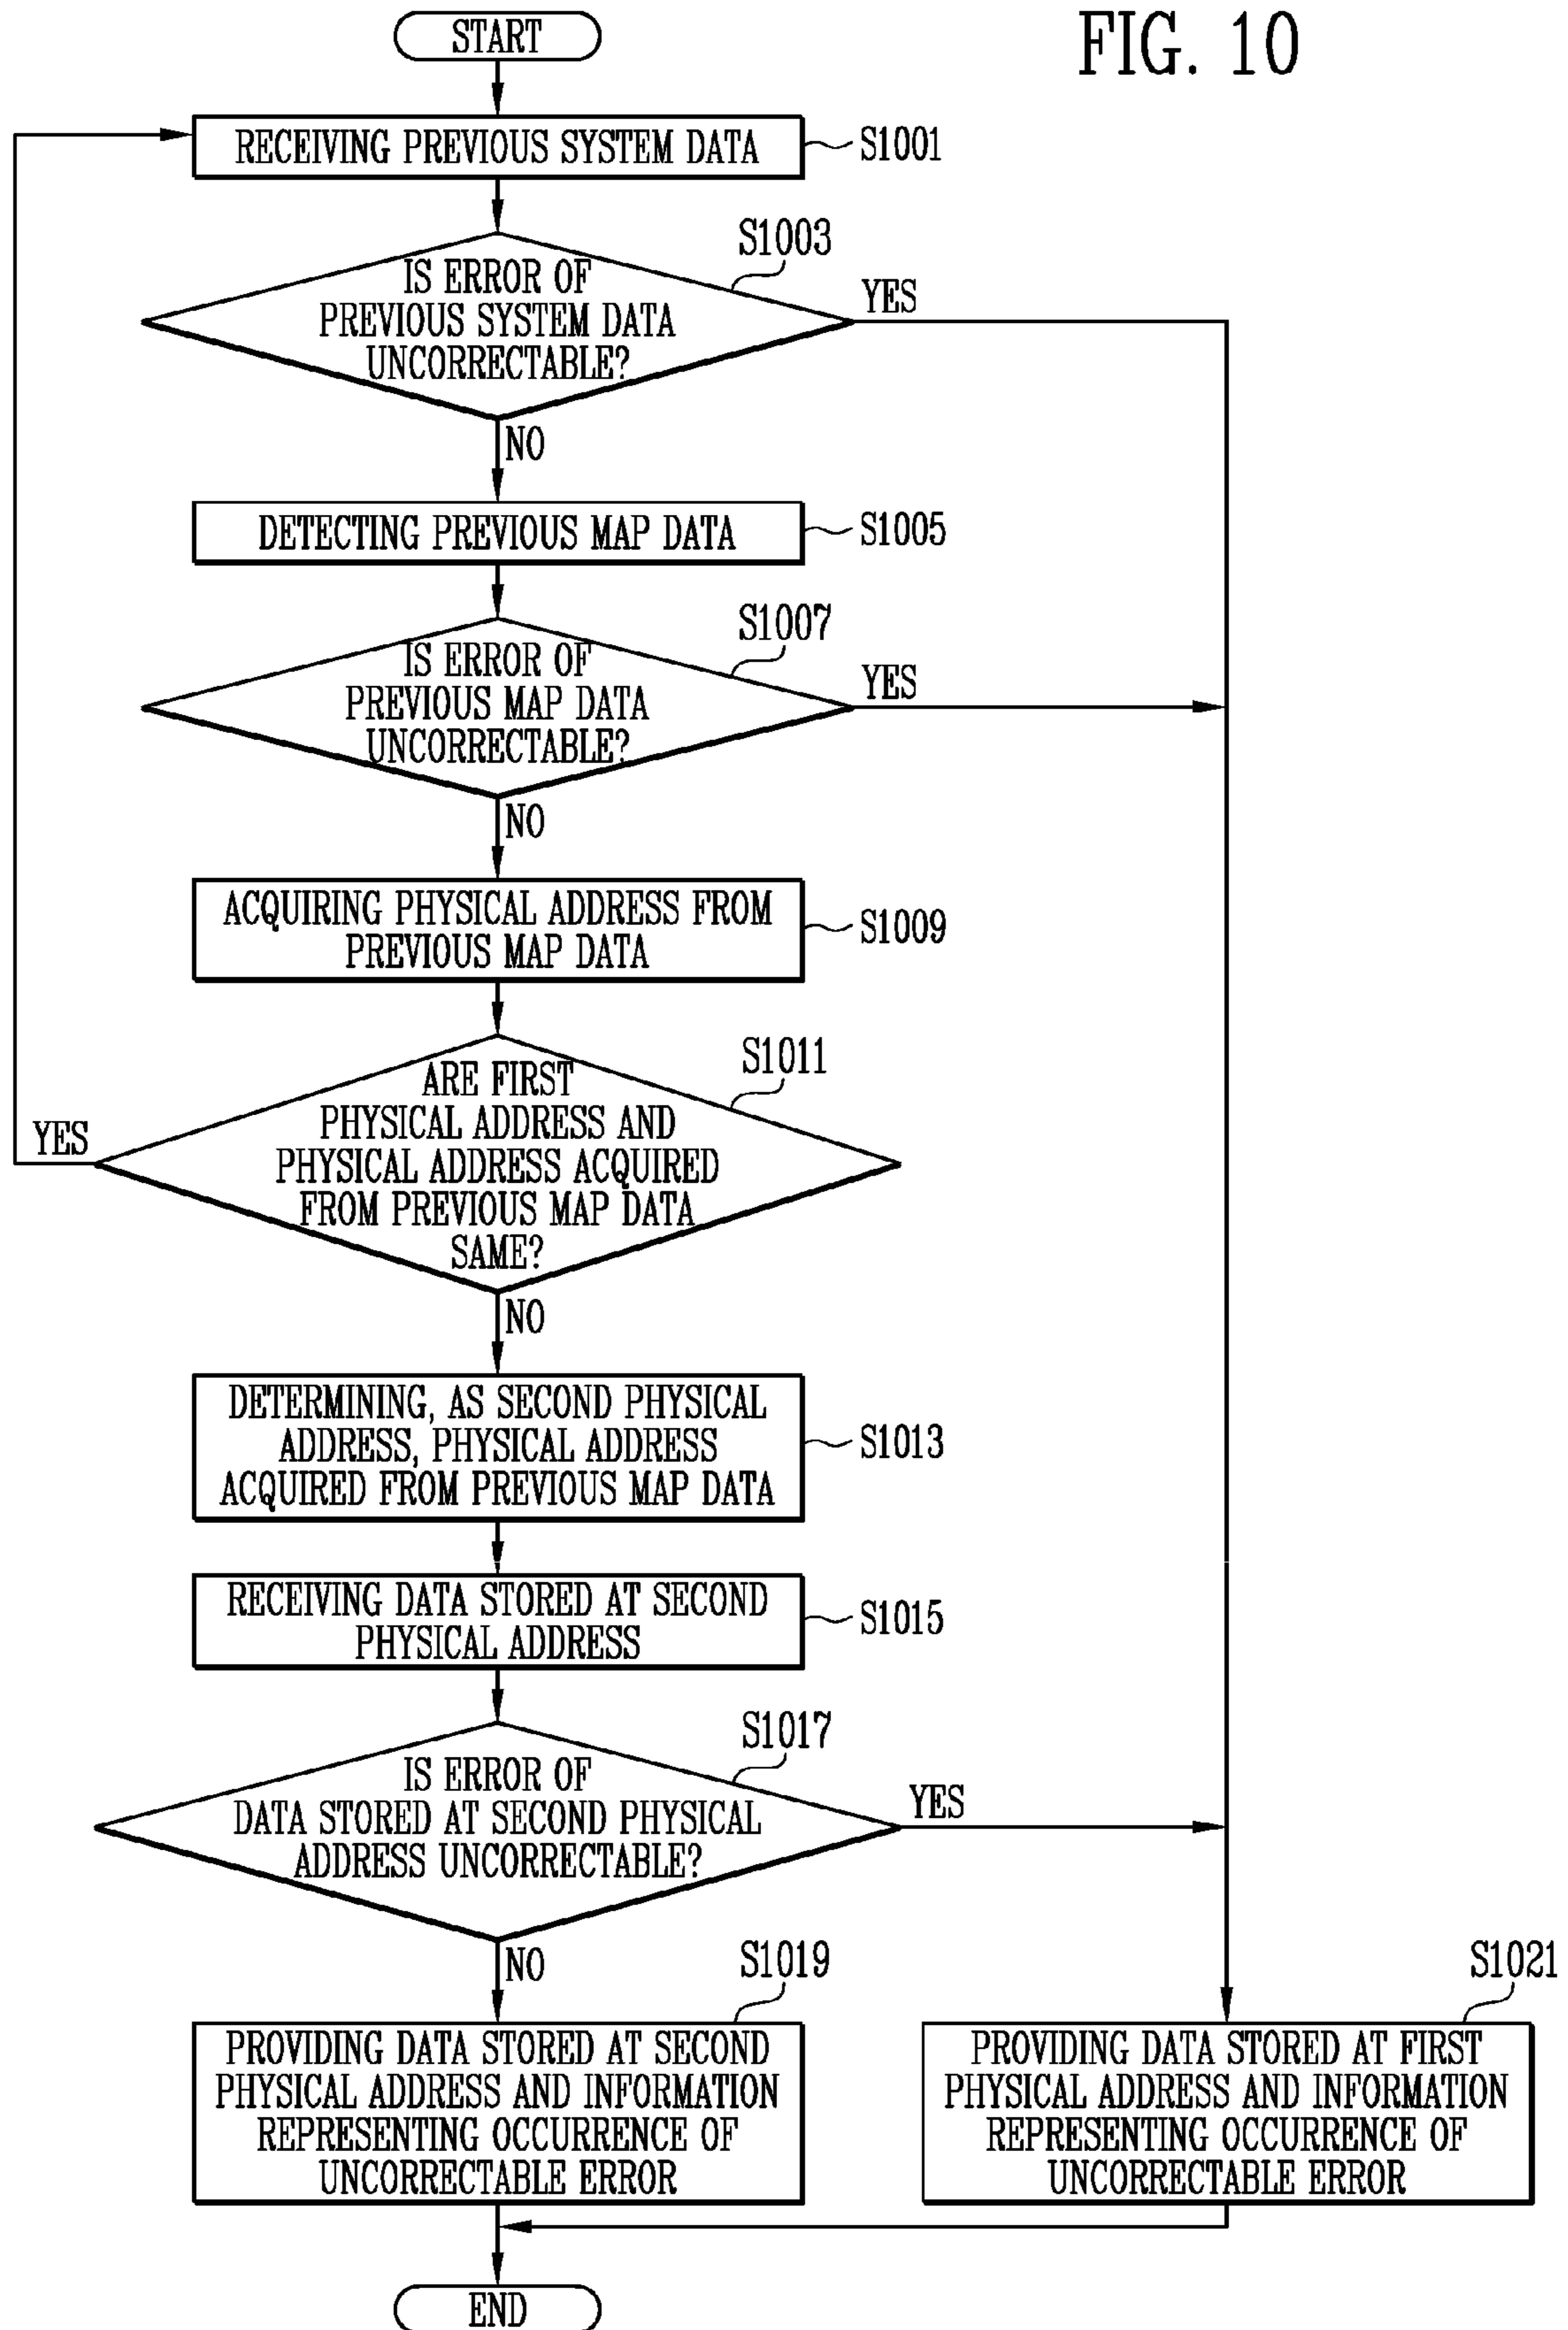 FIG. 10
START
RECEIVING PREVIOUS SYSTEM DATA
S1001
S1003
IS ERROR OF
PREVIOUS SYSTEM DATA
UNCORRECTABLE?
YES
NO
DETECTING PREVIOUS MAP DATA
S1005
S1007
IS ERROR OF
PREVIOUS MAP DATA
UNCORRECTABLE?
YES
NO
ACQUIRING PHYSICAL ADDRESS FROM
PREVIOUS MAP DATA
S1009
S1011
ARE FIRST
PHYSICAL ADDRESS AND
PHYSICAL ADDRESS ACQUIRED
FROM PREVIOUS MAP DATA
SAME?
YES
NO
DETERMINING, AS SECOND PHYSICAL
ADDRESS, PHYSICAL ADDRESS
ACQUIRED FROM PREVIOUS MAP DATA
S1013
RECEIVING DATA STORED AT SECOND
PHYSICAL ADDRESS
S1015
S1017
IS ERROR OF
DATA STORED AT SECOND PHYSICAL
ADDRESS UNCORRECTABLE?
YES
NO
S1019
PROVIDING DATA STORED AT SECOND
PHYSICAL ADDRESS AND INFORMATION
REPRESENTING OCCURRENCE OF
UNCORRECTABLE ERROR
S1021
PROVIDING DATA STORED AT FIRST
PHYSICAL ADDRESS AND INFORMATION
REPRESENTING OCCURRENCE OF
UNCORRECTABLE ERROR
END